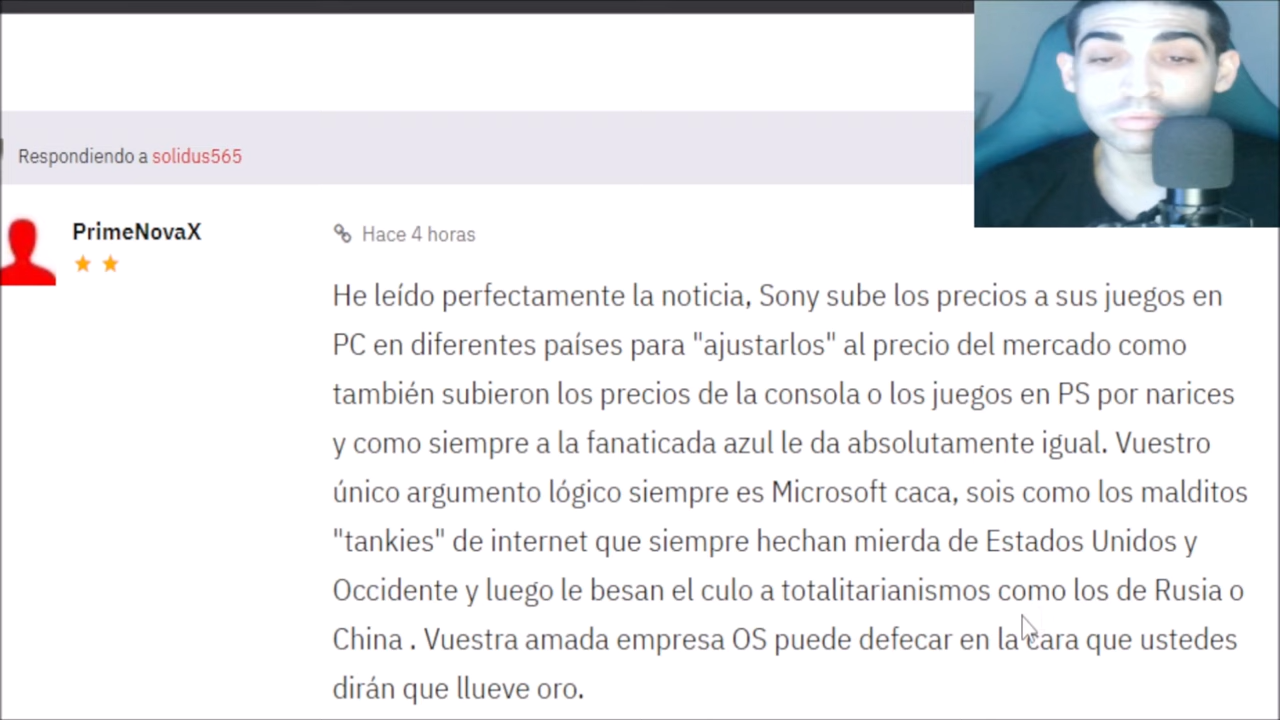 Respondiendo a solidus565
PrimeNovaX
Hace 4 horas
He leído perfectamente la noticia, Sony sube los precios a sus juegos en
PC en diferentes países para "ajustarlos" al precio del mercado como
también subieron los precios de la consola o los juegos en PS por narices
y como siempre a la fanaticada azul le da absolutamente igual. Vuestro
único argumento lógico siempre es Microsoft caca, sois como los malditos
"tankies" de internet que siempre hechan mierda de Estados Unidos y
Occidente y luego le besan el culo a totalitarianismos como los de Rusia o
China . Vuestra amada empresa OS puede defecar en la cara que ustedes
dirán que llueve oro.